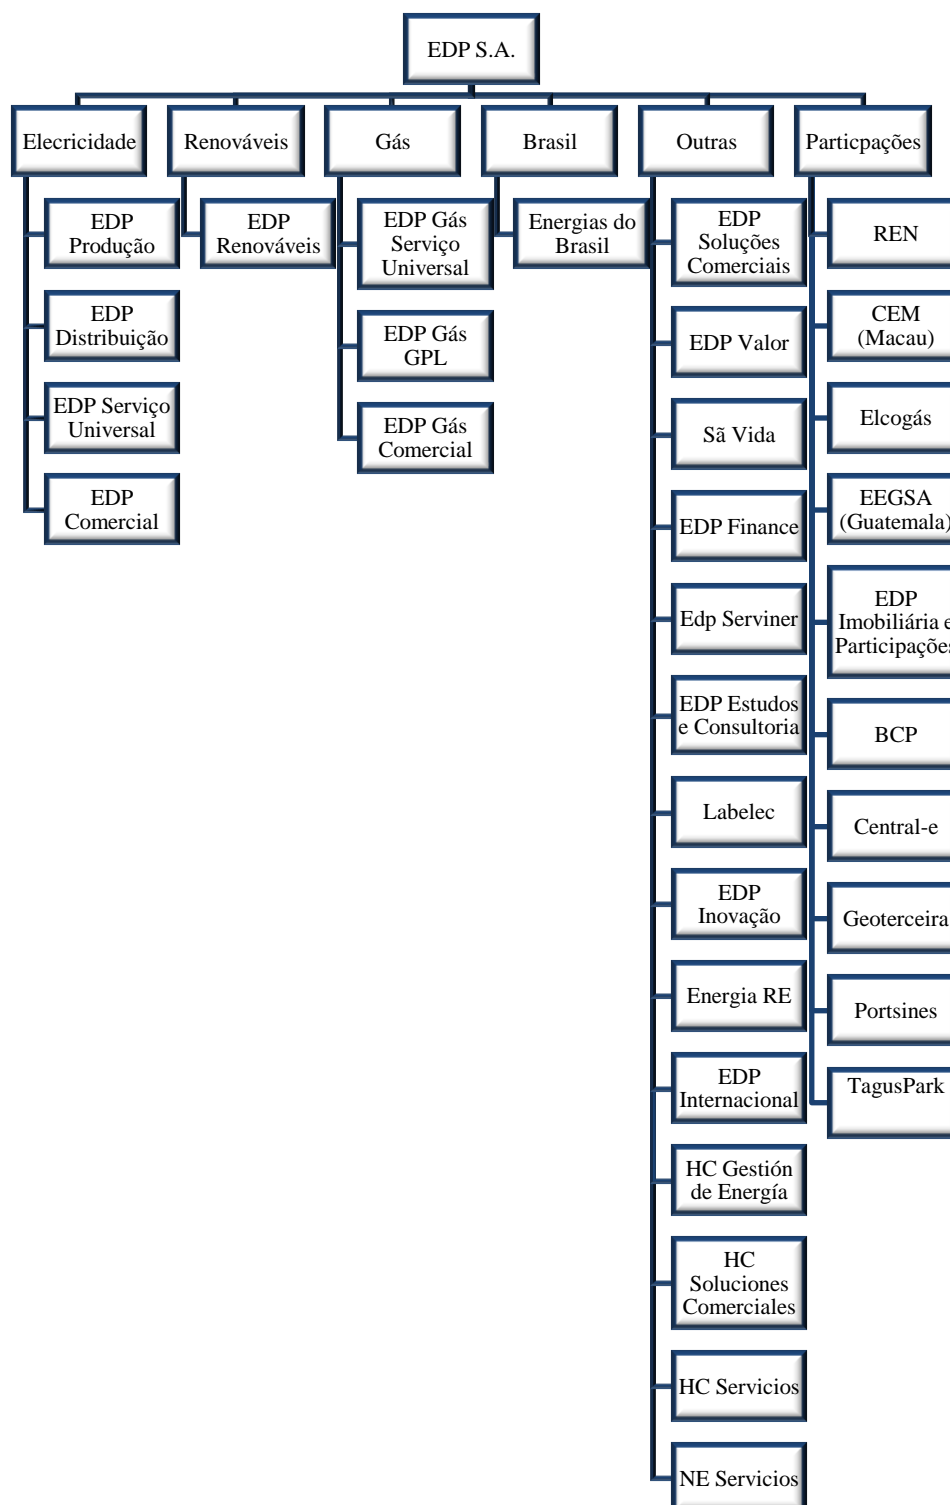 EDP S.A.
Elecricidade
Renováveis
Gás
Brasil
Outras
Particpações
EDP
Produção
EDP
Distribuição
EDP Serviço
Universal
EDP
Comercial
EDP
Renováveis
EDP Gás
Serviço
Universal
EDP Gás
GPL
EDP Gás
Comercial
Energias do
Brasil
EDP
Soluções
Comerciais
EDP Valor
Sã Vida
EDP Finance
Edp Serviner
EDP Estudos
e Consultoria
Labelec
EDP
Inovação
Energia RE
EDP
Internacional
HC Gestión
de Energía
HC
Soluciones
Comerciales
HC Servicios
NE Servicios
REN
CEM
(Macau)
Elcogás
EEGSA
(Guatemala)
EDP
Imobiliária e
Participações
BCP
Central-e
Geoterceira
Portsines
TagusPark